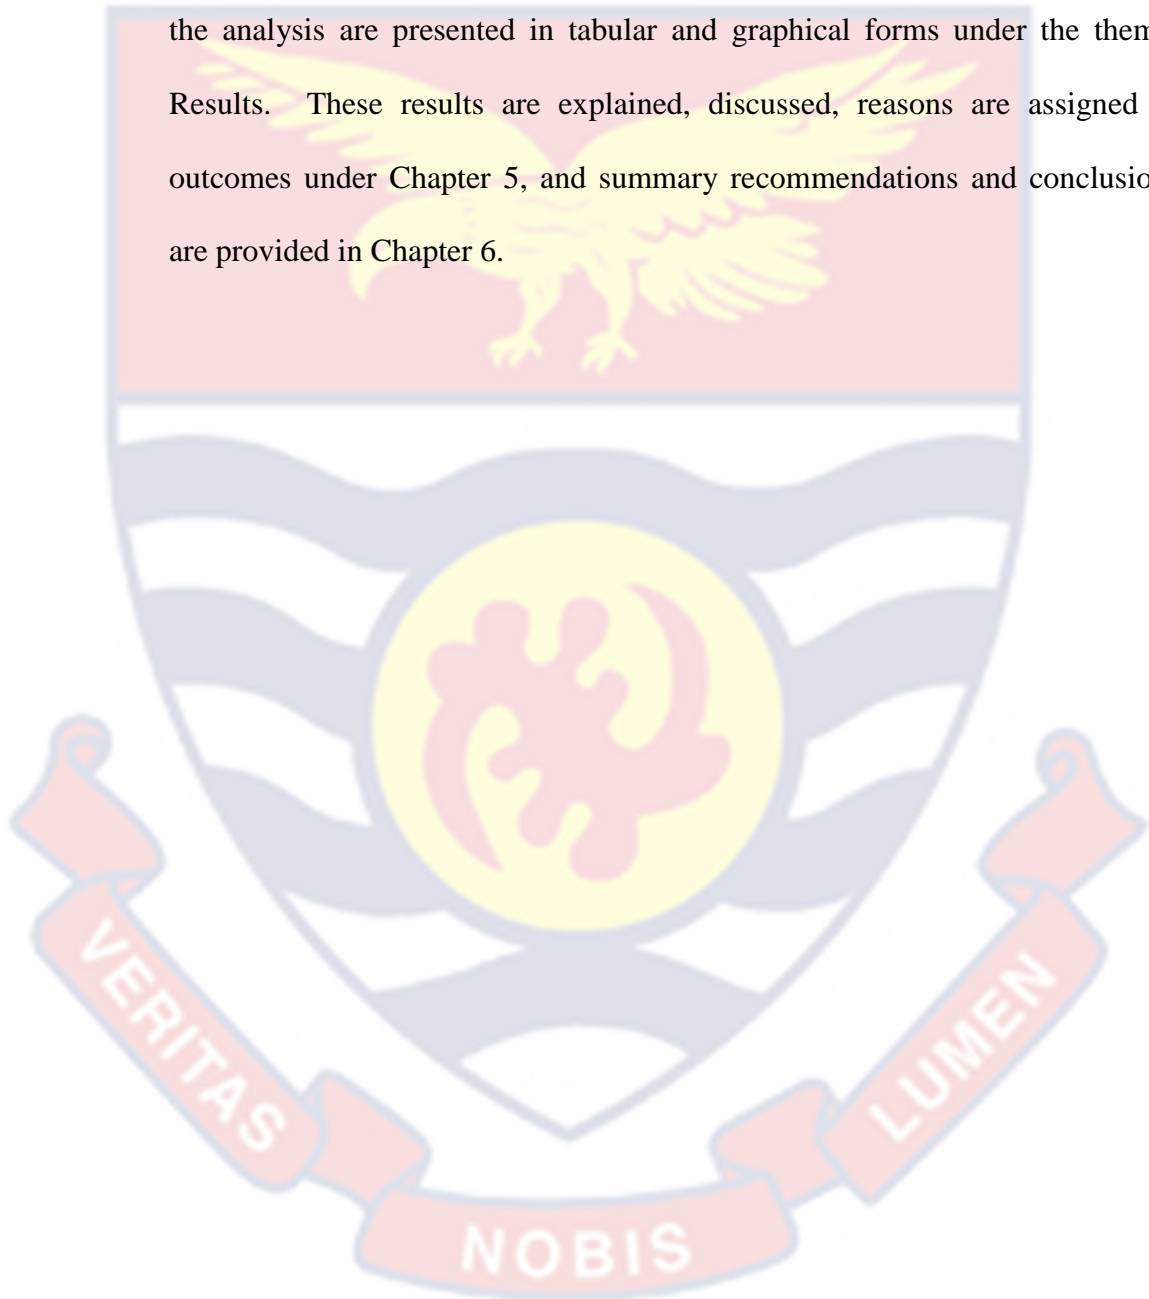 the analysis are presented in tabular and graphical forms under the them
Results. These results are explained, discussed, reasons are assigned
outcomes under Chapter 5, and summary recommendations and conclusio
are provided in Chapter 6.
VERITAS
NOBIS
LUMEN